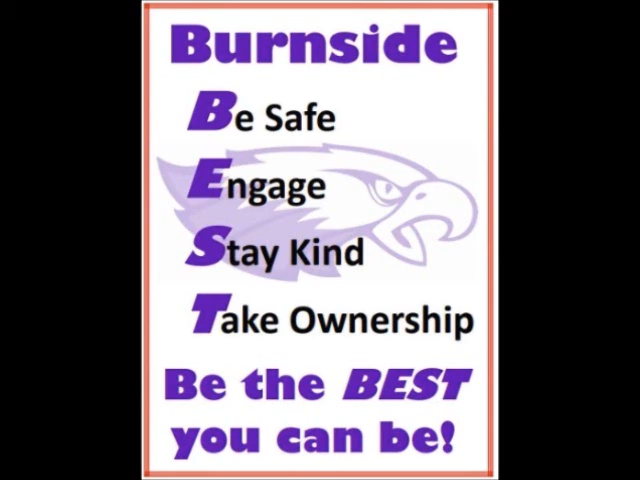 Burnside
Be Safe
Engage
Stay Kind
Take Ownership
Be the BEST
you can be!